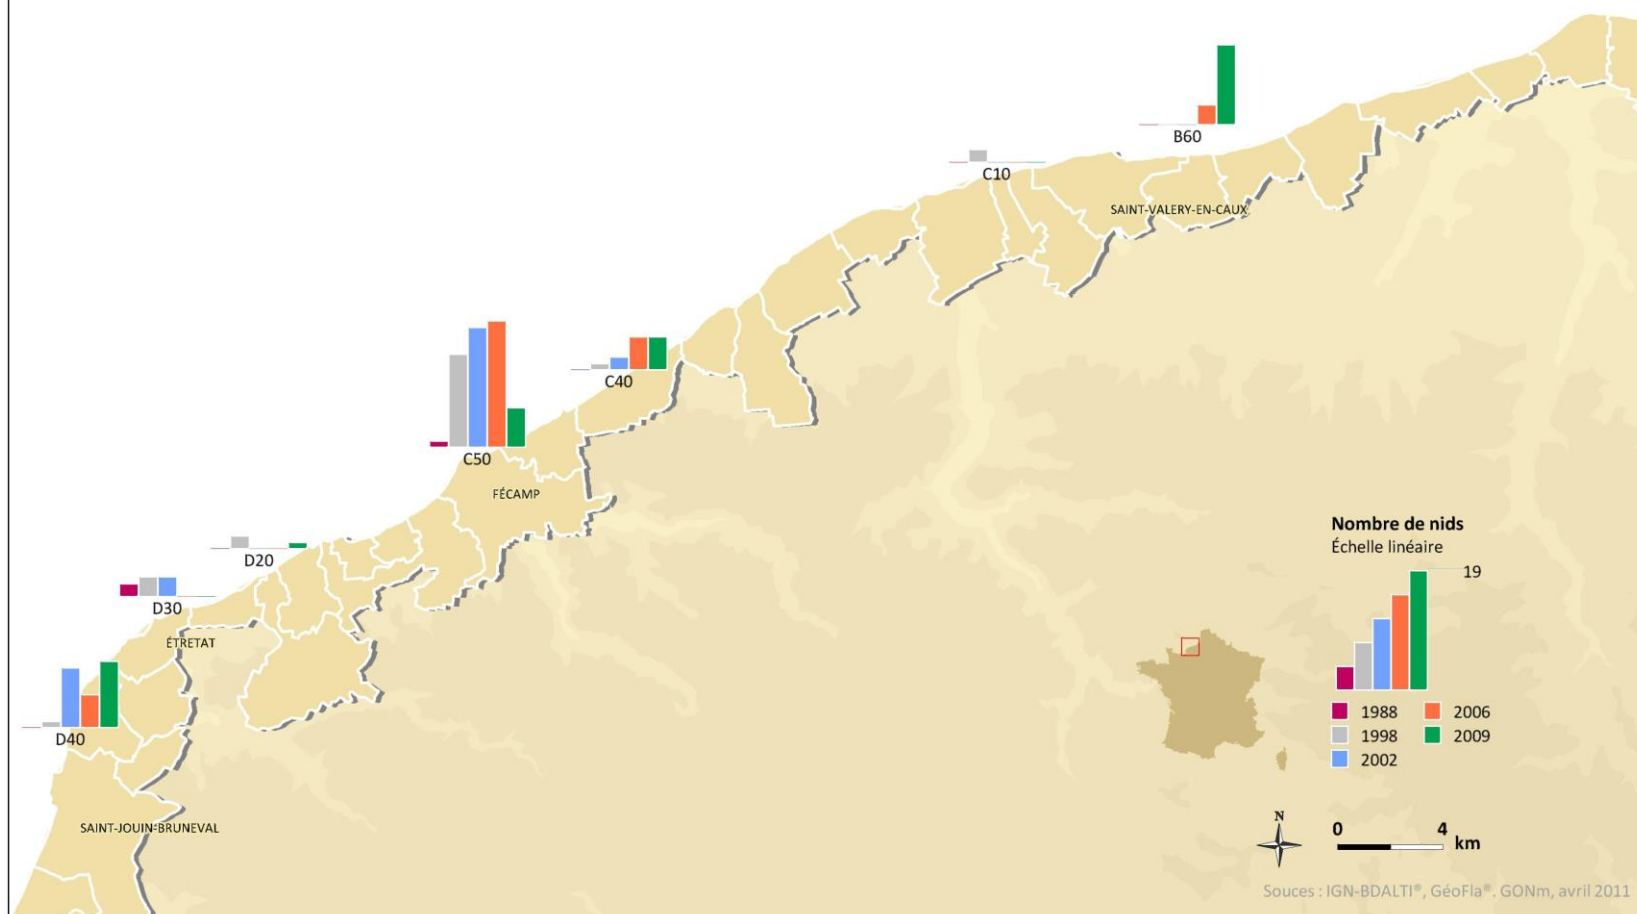 B60
C10
SAINT-VALERY-EN-CAUX
C40
C50
FÉCAMP
D20
D30
ÉTRETAT
D40
SAINT-JOUIN-BRUNEVAL
Nombre de nids
Échelle linéaire
19
1988
2006
1998
2009
2002
N
0 4 km
Souces : IGN-BDALTI®, GéoFla®. GONm, avril 2011